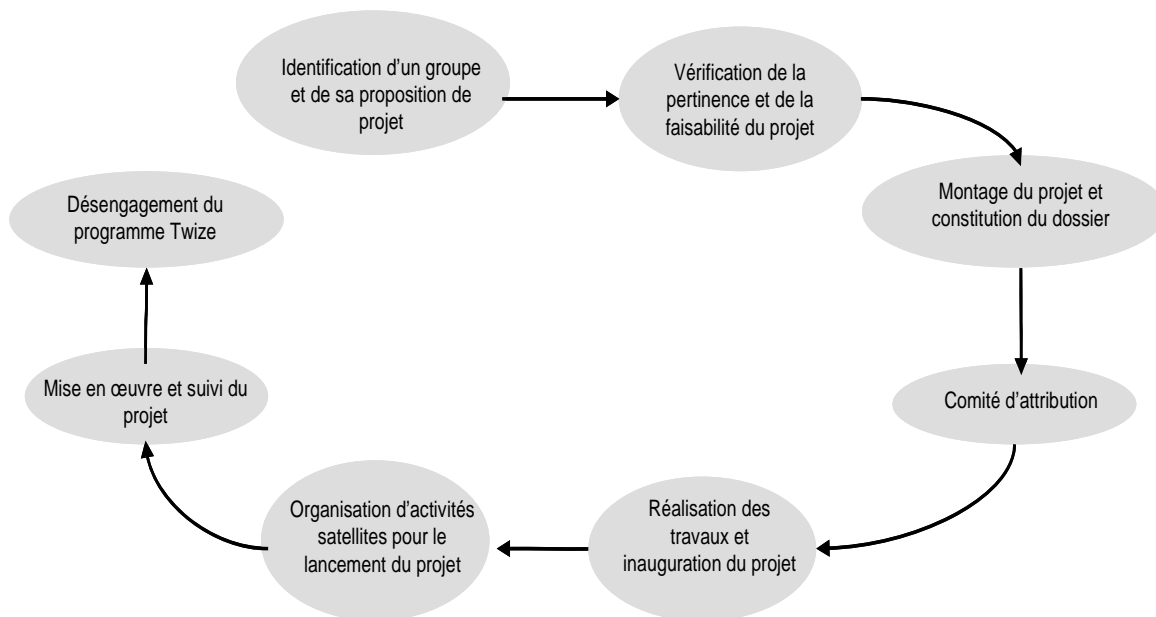 Identification d’un groupe
et de sa proposition de
projet
Vérification de la
pertinence et de la
faisabilité du projet
Montage du projet et
constitution du dossier
Comité d’attribution
Réalisation des
travaux et
inauguration du projet
Organisation d’activités
satellites pour le
lancement du projet
Mise en œuvre et suivi du
projet
Désengagement du
programme Twize